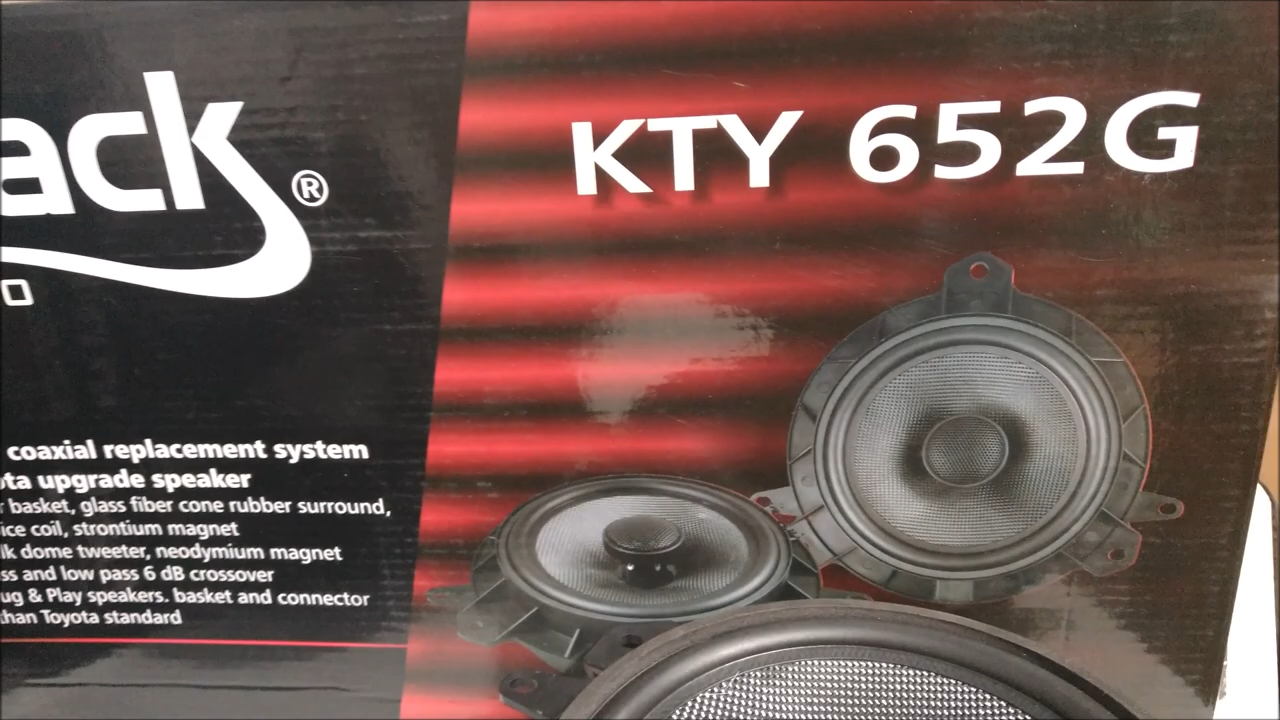 ack®
KTY 652G
o
coaxial replacement system
ta upgrade speaker
basket, glass fiber cone rubber surround,
ice coil, strontium magnet
lk dome tweeter, neodymium magnet
ss and low pass 6 dB crossover
ug & Play speakers. basket and connector
than Toyota standard